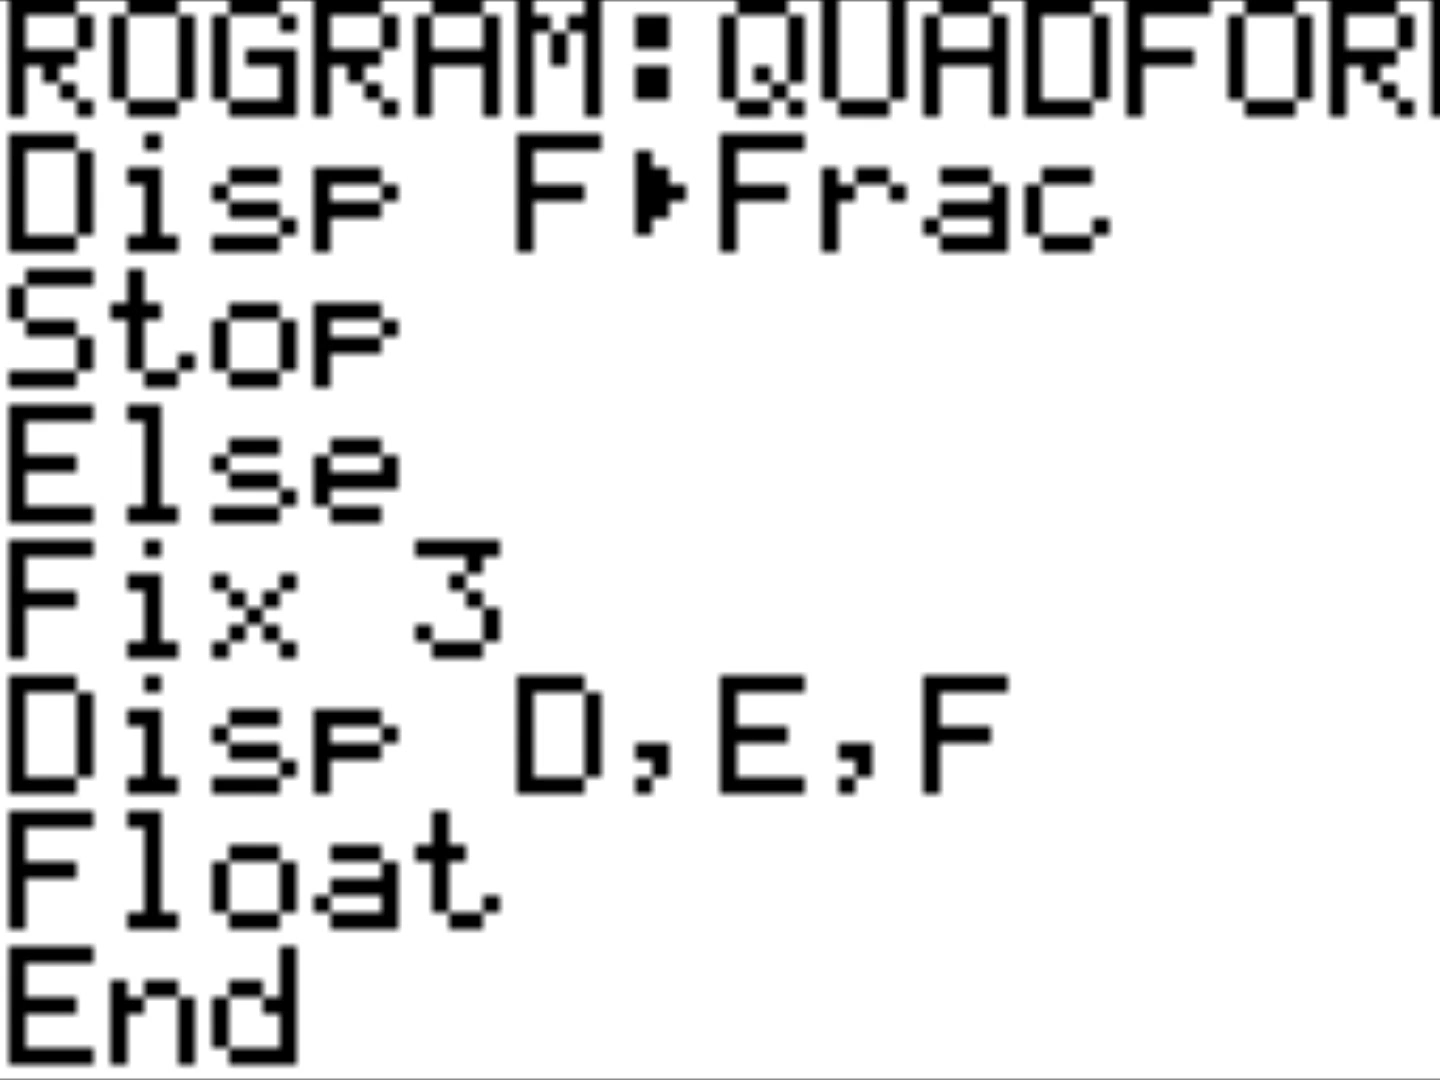 ROGRAM:QUADFOR
Disp F►Frac
Stop
Else
Fix 3
Disp D,E,F
Float
End